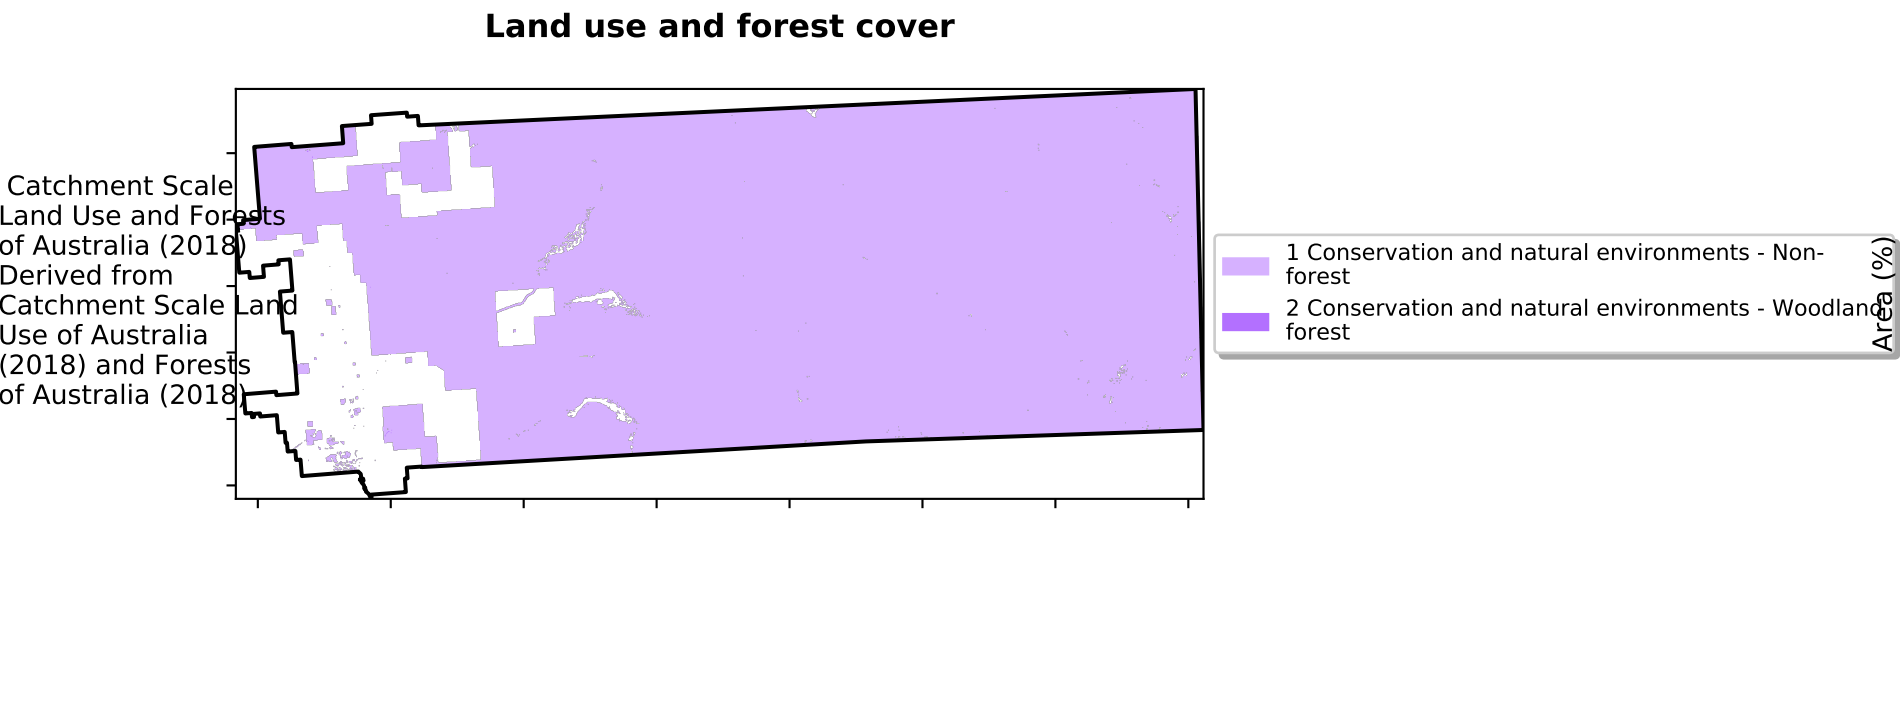 Land use and forest cover
Catchment Scale
Land Use and Forests
of Australia (2018)
Derived from
Catchment Scale Land
Use of Australia
(2018) and Forests
of Australia (2018)
1 Conservation and natural environments - Non-
forest
2 Conservation and natural environments - Woodland
forest
Area (%)